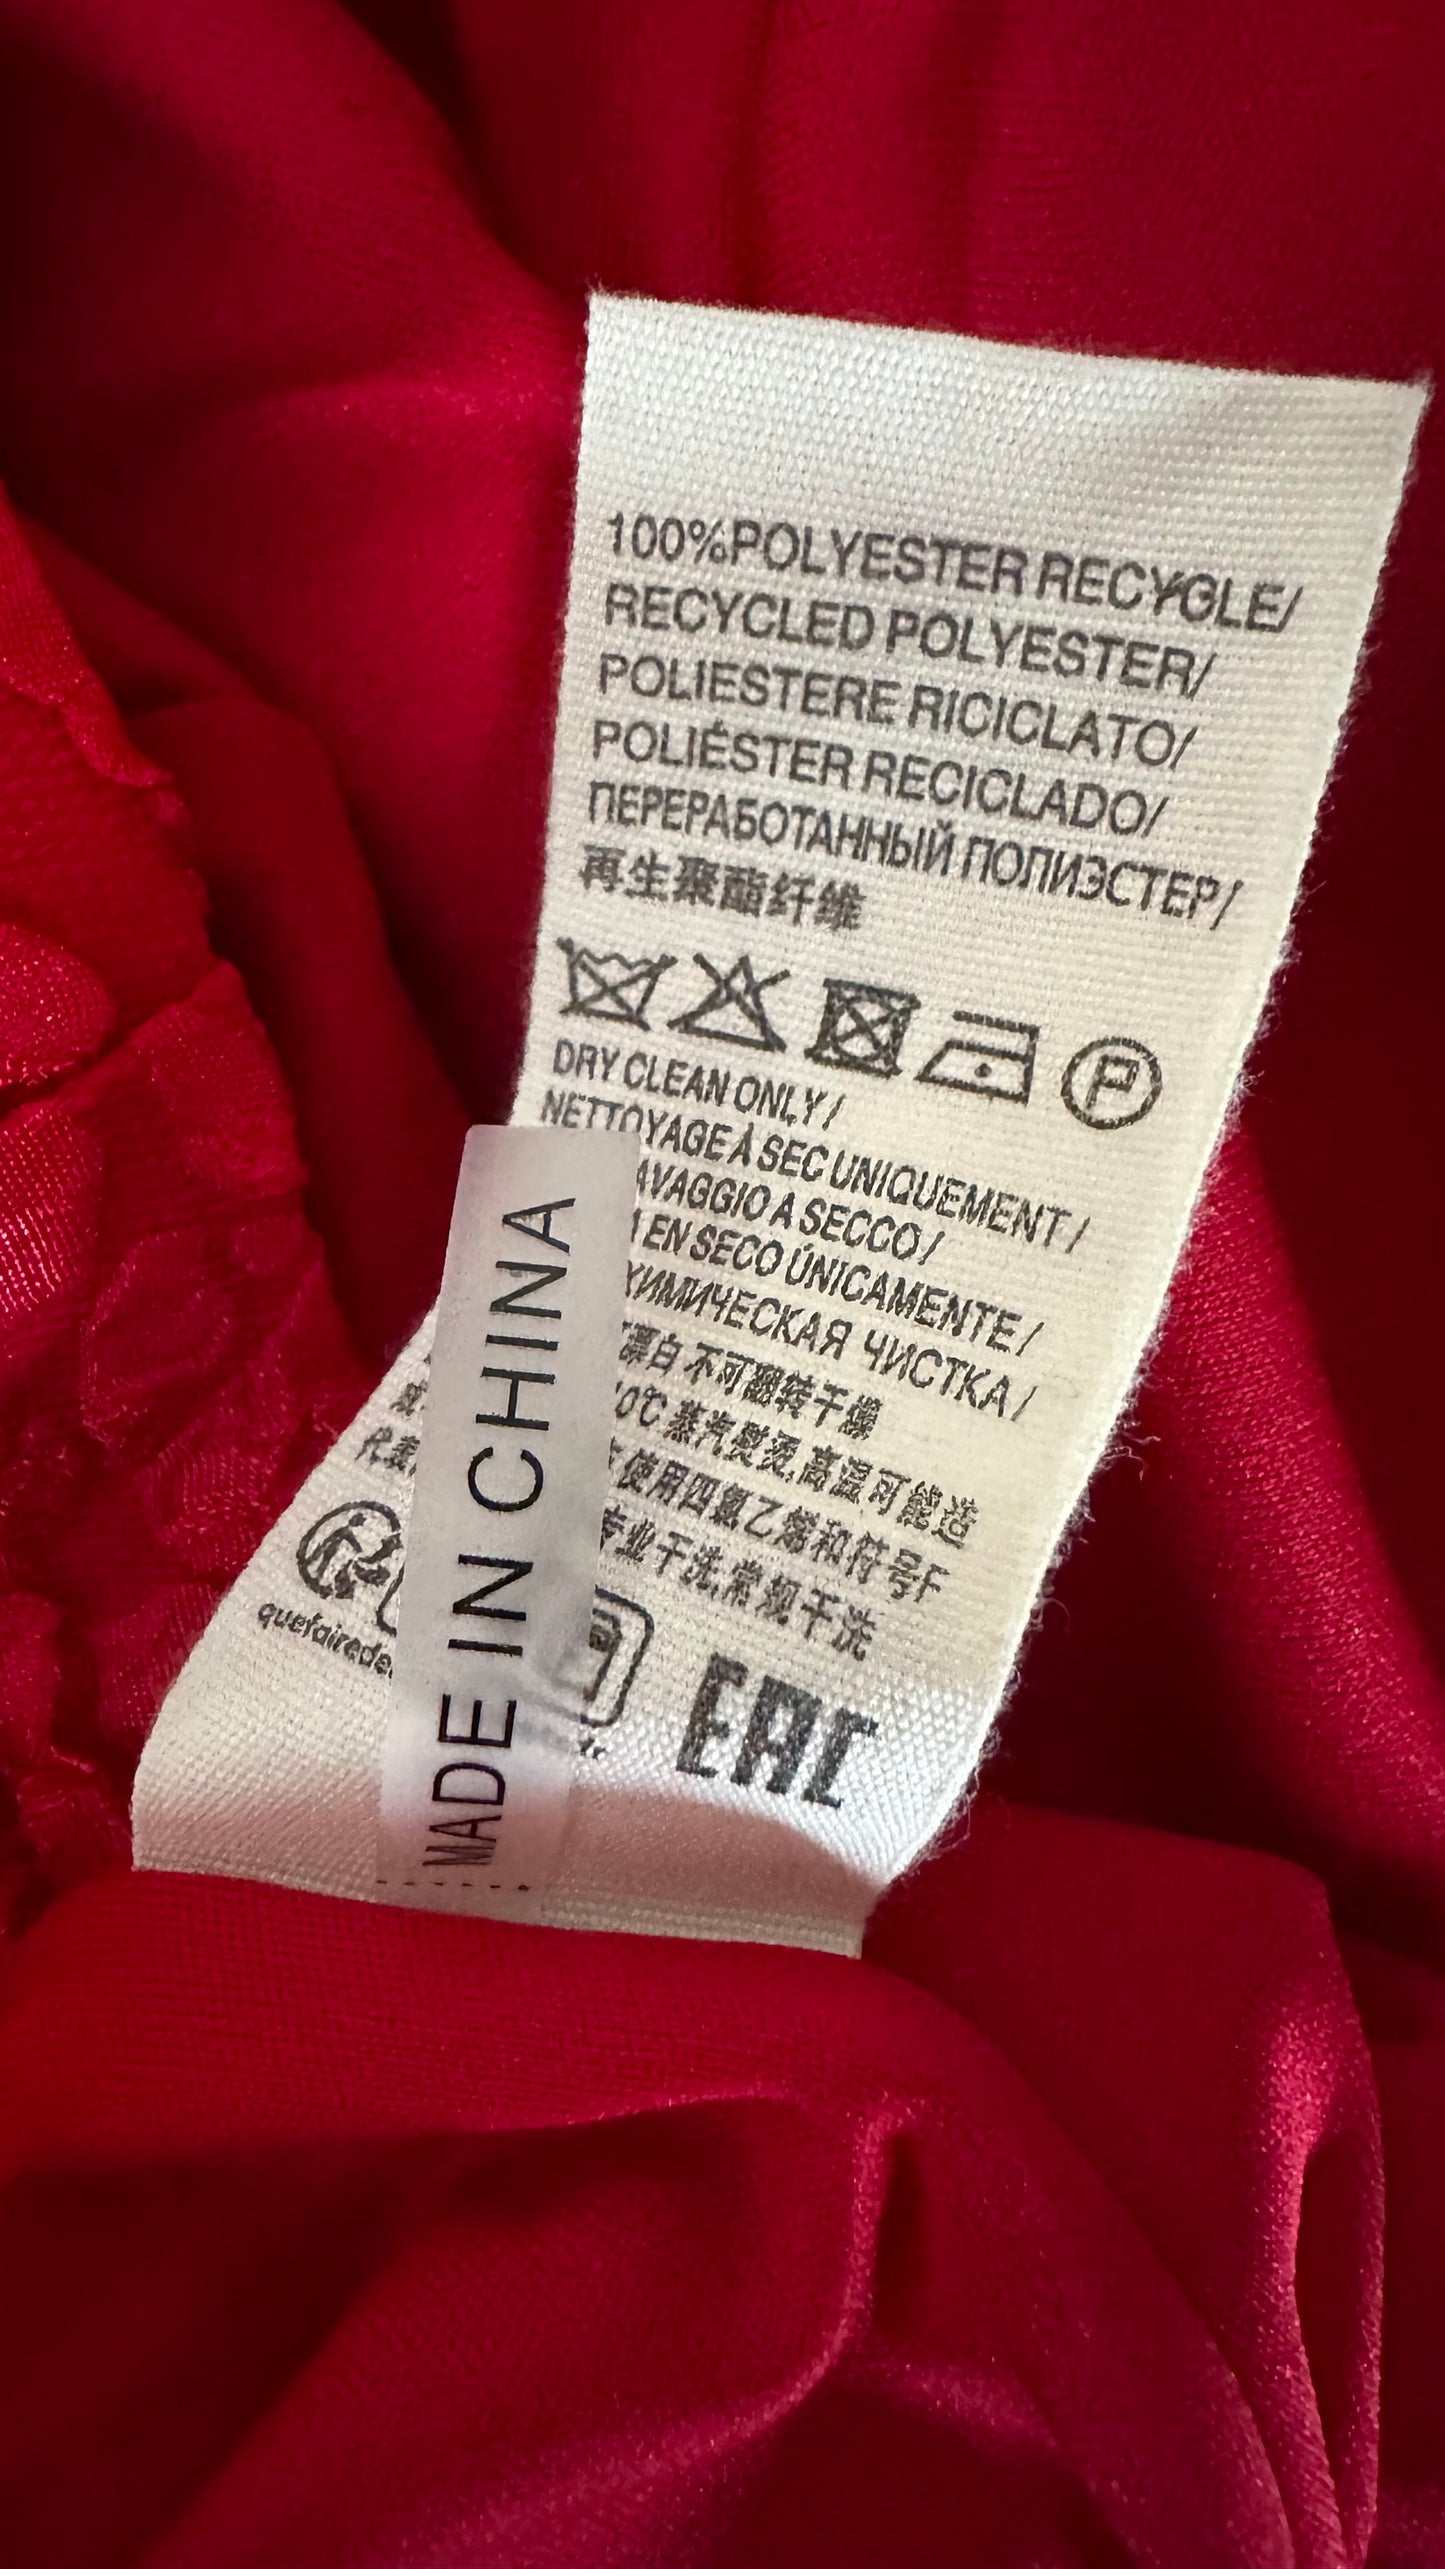 100%POLYESTER RECYCLE/
RECYCLED POLYESTER/
POLIESTERE RICICLATO/
POLIÉSTER RECICLADO/
ПЕРЕРАБОТАННЫЙ ПОЛИЭСТЕР/
再生聚酯纤维
P
DRY CLEAN ONLY/
NETTOYAGE À SEC UNIQUEMENT/
AVAGGIO A SECCO/
EN SECO ÚNICAMENTE/
ХИМИЧЕСКАЯ ЧИСТКА/
漂白 不可翻转干燥
0℃ 蒸汽熨烫,高温可能造
使用四氯乙烯和符号F
专业干洗,常规干洗
quefairede
EAC
MADE IN CHINA